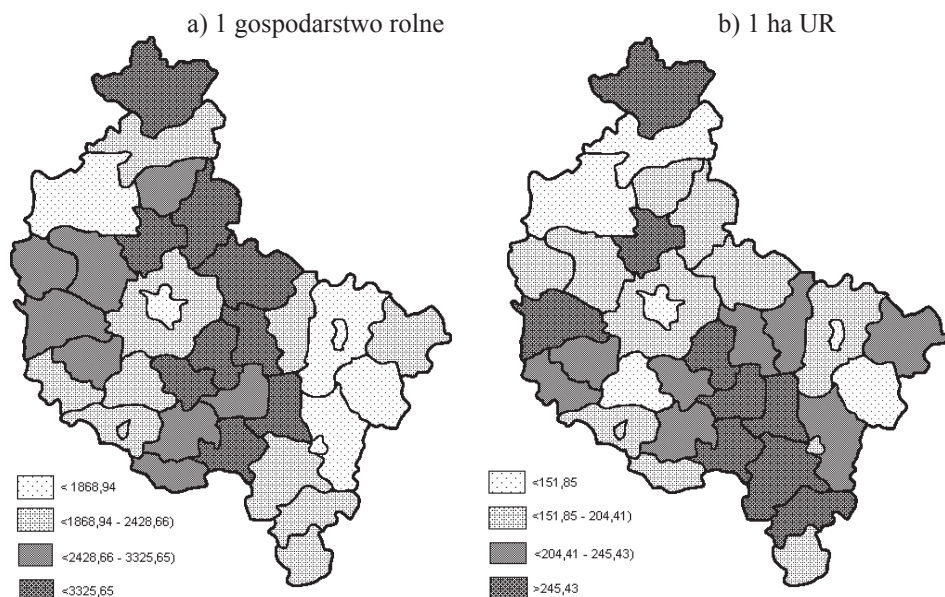 a) 1 gospodarstwo rolne
b) 1 ha UR
< 1868,94
<1868,94 - 2428,66)
<2428,66 - 3325,65)
<3325,65
<151,85
<151,85 - 204,41)
<204,41 - 245,43)
>245,43